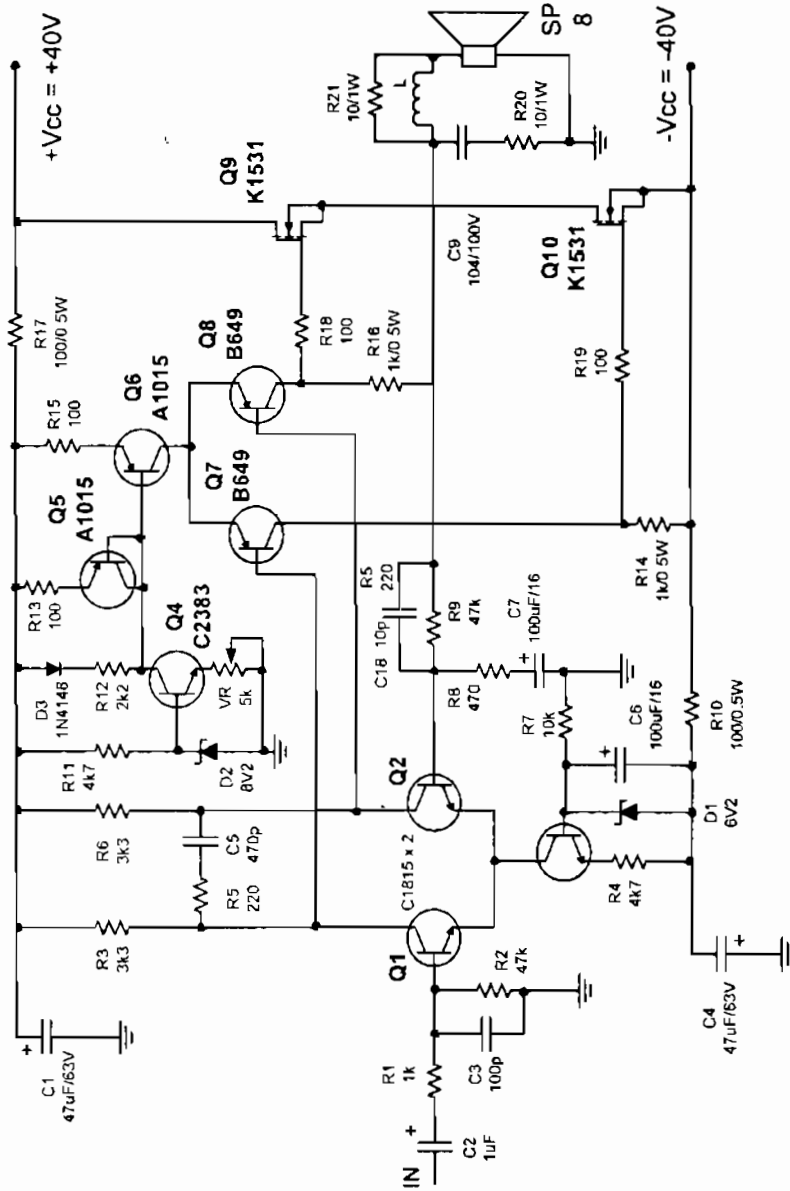 +Vcc = +40V
C1
47uF/63V
R3
3k3
R6
3k3
R11
4k7
D3
1N4148
R12
2k2
R13
100
Q5
A1015
R15
100
Q6
A1015
R17
100/0.5W
Q4
C2383
VR
5k
D2
8V2
R5
220
C5
470p
Q7
B649
Q8
B649
R18
100
R16
1k/0.5W
Q9
K1531
R21
10/1W
L
SP
8
R20
10/1W
C9
104/100V
IN
C2
1uF
R1
1k
C3
100p
R2
47k
Q1
C1815 x 2
Q2
R5
220
C18
10p
R9
47k
R8
470
C7
100uF/16
R7
10k
C6
100uF/16
D1
6V2
R4
4k7
C4
47uF/63V
R10
100/0.5W
R14
1k/0.5W
R19
100
Q10
K1531
-Vcc = -40V